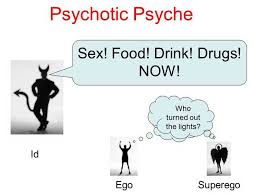 Psychotic Psyche
Sex! Food! Drink! Drugs!
NOW!
Who
turned out
the lights?
Id
Ego
Superego